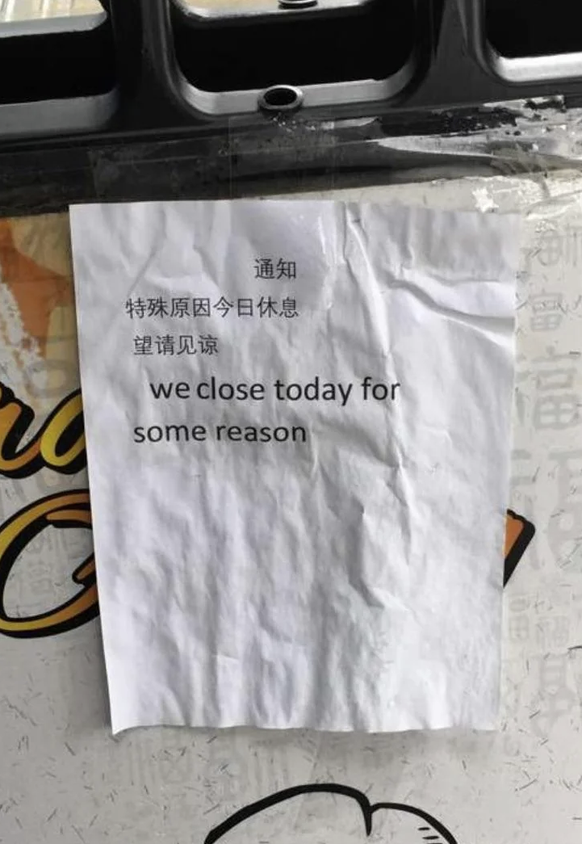 通知
特殊原因今日休息
望请见谅
we close today for
some reason